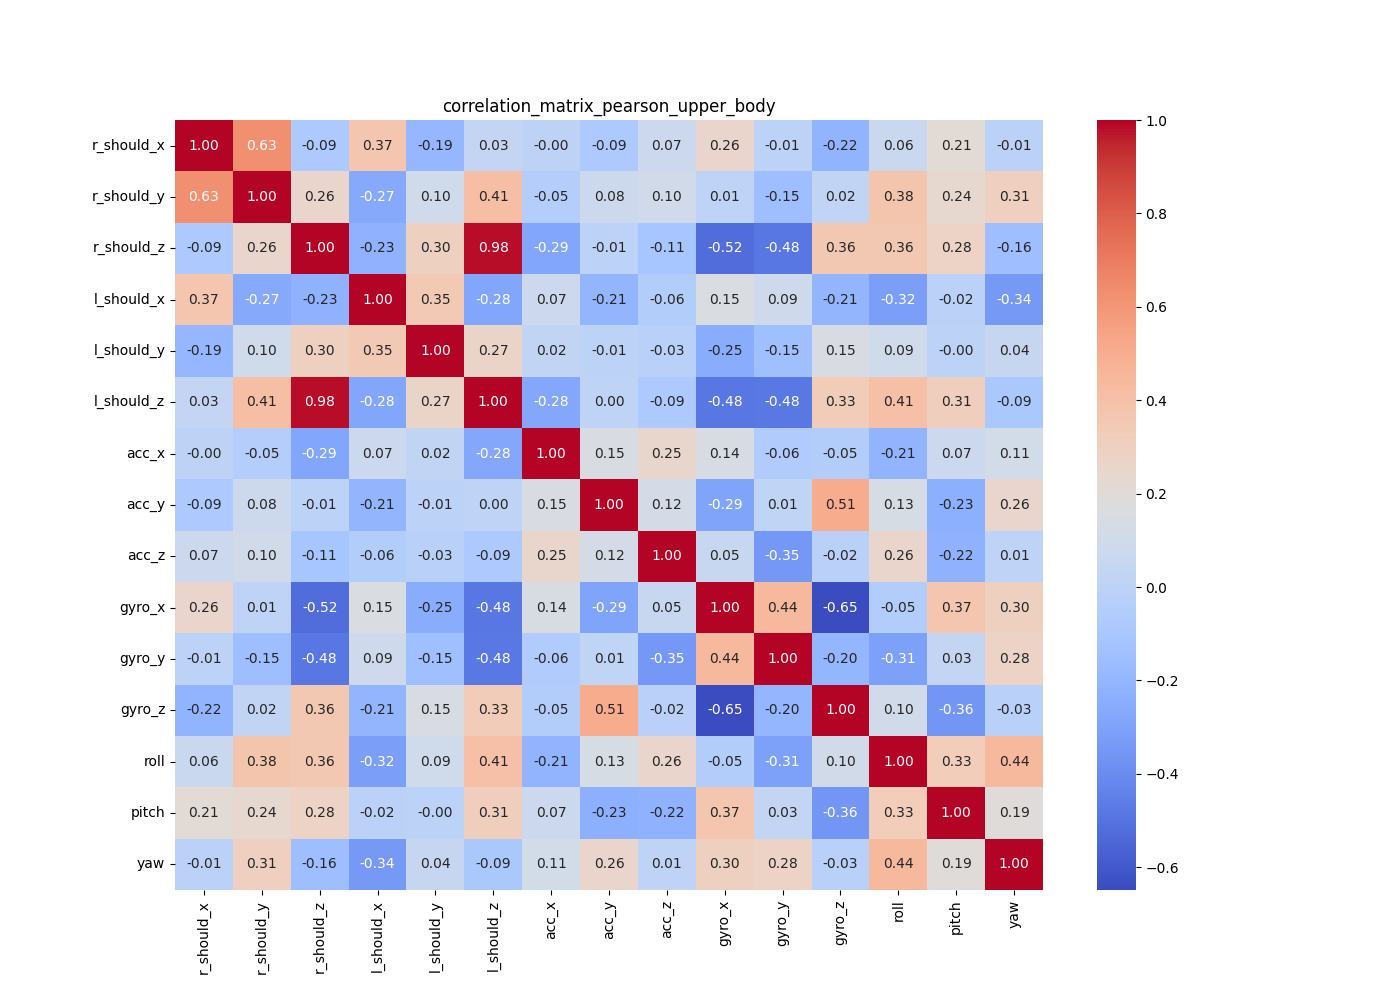 correlation_matrix_pearson_upper_body
r_should_x 1.00 0.63 -0.09 0.37 -0.19 0.03 -0.00 -0.09 0.07 0.26 -0.01 -0.22 0.06 0.21 -0.01
r_should_y 0.63 1.00 0.26 -0.27 0.10 0.41 -0.05 0.08 0.10 0.01 -0.15 0.02 0.38 0.24 0.31
r_should_z -0.09 0.26 1.00 -0.23 0.30 0.98 -0.29 -0.01 -0.11 -0.52 -0.48 0.36 0.36 0.28 -0.16
l_should_x 0.37 -0.27 -0.23 1.00 0.35 -0.28 0.07 -0.21 -0.06 0.15 0.09 -0.21 -0.32 -0.02 -0.34
l_should_y -0.19 0.10 0.30 0.35 1.00 0.27 0.02 -0.01 -0.03 -0.25 -0.15 0.15 0.09 -0.00 0.04
l_should_z 0.03 0.41 0.98 -0.28 0.27 1.00 -0.28 0.00 -0.09 -0.48 -0.48 0.33 0.41 0.31 -0.09
acc_x -0.00 -0.05 -0.29 0.07 0.02 -0.28 1.00 0.15 0.25 0.14 -0.06 -0.05 -0.21 0.07 0.11
acc_y -0.09 0.08 -0.01 -0.21 -0.01 0.00 0.15 1.00 0.12 -0.29 0.01 0.51 0.13 -0.23 0.26
acc_z 0.07 0.10 -0.11 -0.06 -0.03 -0.09 0.25 0.12 1.00 0.05 -0.35 -0.02 0.26 -0.22 0.01
gyro_x 0.26 0.01 -0.52 0.15 -0.25 -0.48 0.14 -0.29 0.05 1.00 0.44 -0.65 -0.05 0.37 0.30
gyro_y -0.01 -0.15 -0.48 0.09 -0.15 -0.48 -0.06 0.01 -0.35 0.44 1.00 -0.20 -0.31 0.03 0.28
gyro_z -0.22 0.02 0.36 -0.21 0.15 0.33 -0.05 0.51 -0.02 -0.65 -0.20 1.00 0.10 -0.36 -0.03
roll 0.06 0.38 0.36 -0.32 0.09 0.41 -0.21 0.13 0.26 -0.05 -0.31 0.10 1.00 0.33 0.44
pitch 0.21 0.24 0.28 -0.02 -0.00 0.31 0.07 -0.23 -0.22 0.37 0.03 -0.36 0.33 1.00 0.19
yaw -0.01 0.31 -0.16 -0.34 0.04 -0.09 0.11 0.26 0.01 0.30 0.28 -0.03 0.44 0.19 1.00
r_should_x r_should_y r_should_z l_should_x l_should_y l_should_z acc_x acc_y acc_z gyro_x gyro_y gyro_z roll pitch yaw
1.0
0.8
0.6
0.4
0.2
0.0
−0.2
−0.4
−0.6